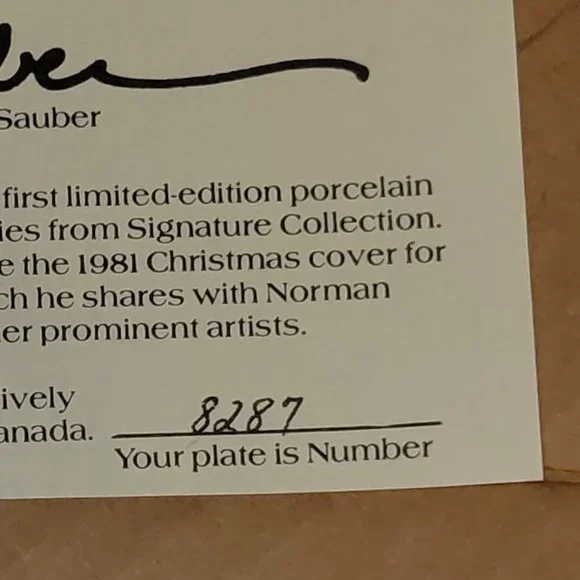 Sauber
first limited-edition porcelain
ies from Signature Collection.
e the 1981 Christmas cover for
ch he shares with Norman
er prominent artists.
ively
anada.
8287
Your plate is Number